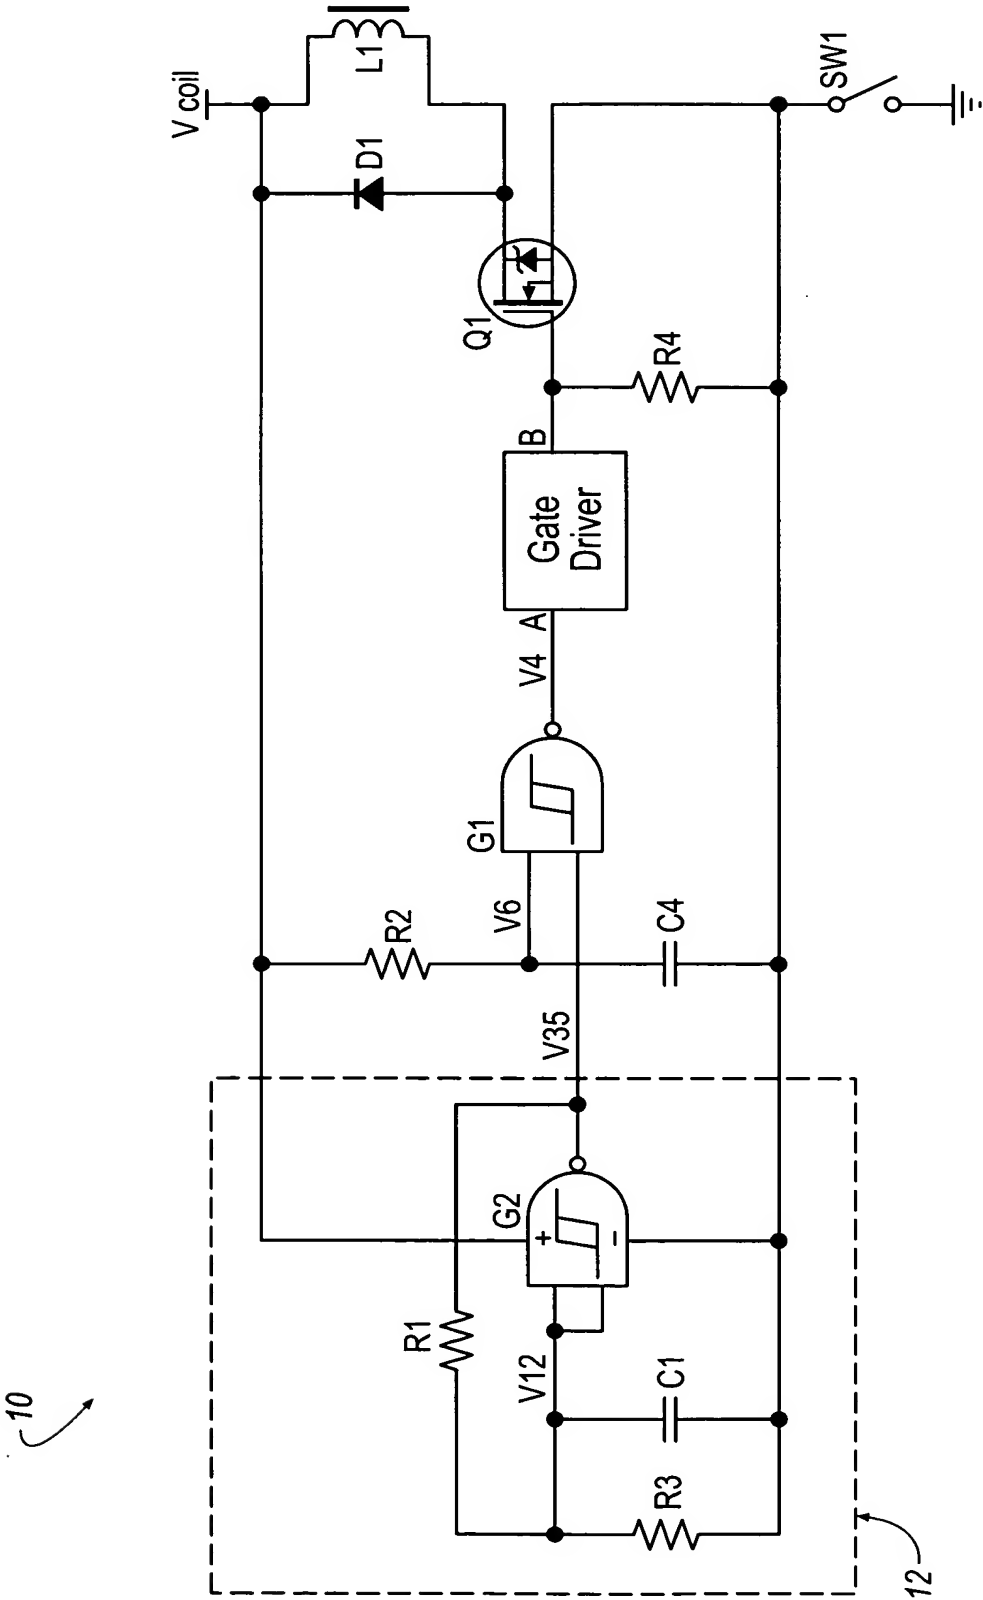 10
12
V coil
L1
D1
Q1
SW1
R4
B
Gate
Driver
A
V4
G1
V6
R2
C4
V35
G2
+
−
R1
V12
C1
R3